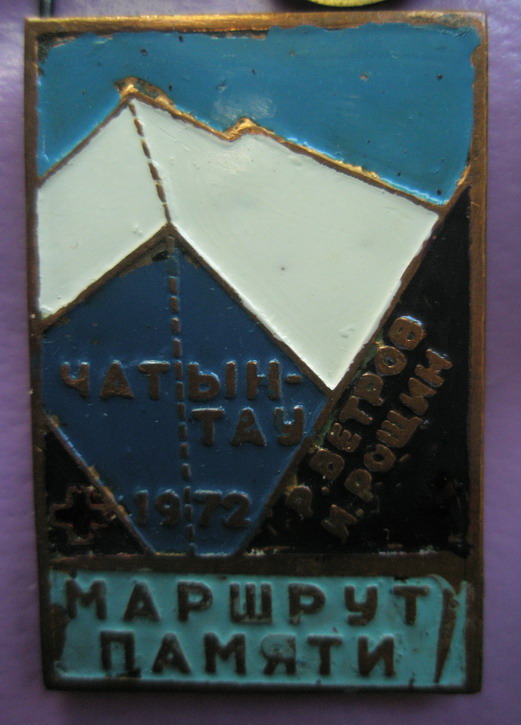 ЧАТЫН-
ТАУ
1972
Р. ВЕТРОВ
И. РОЩИН
МАРШРУТ
ПАМЯТИ